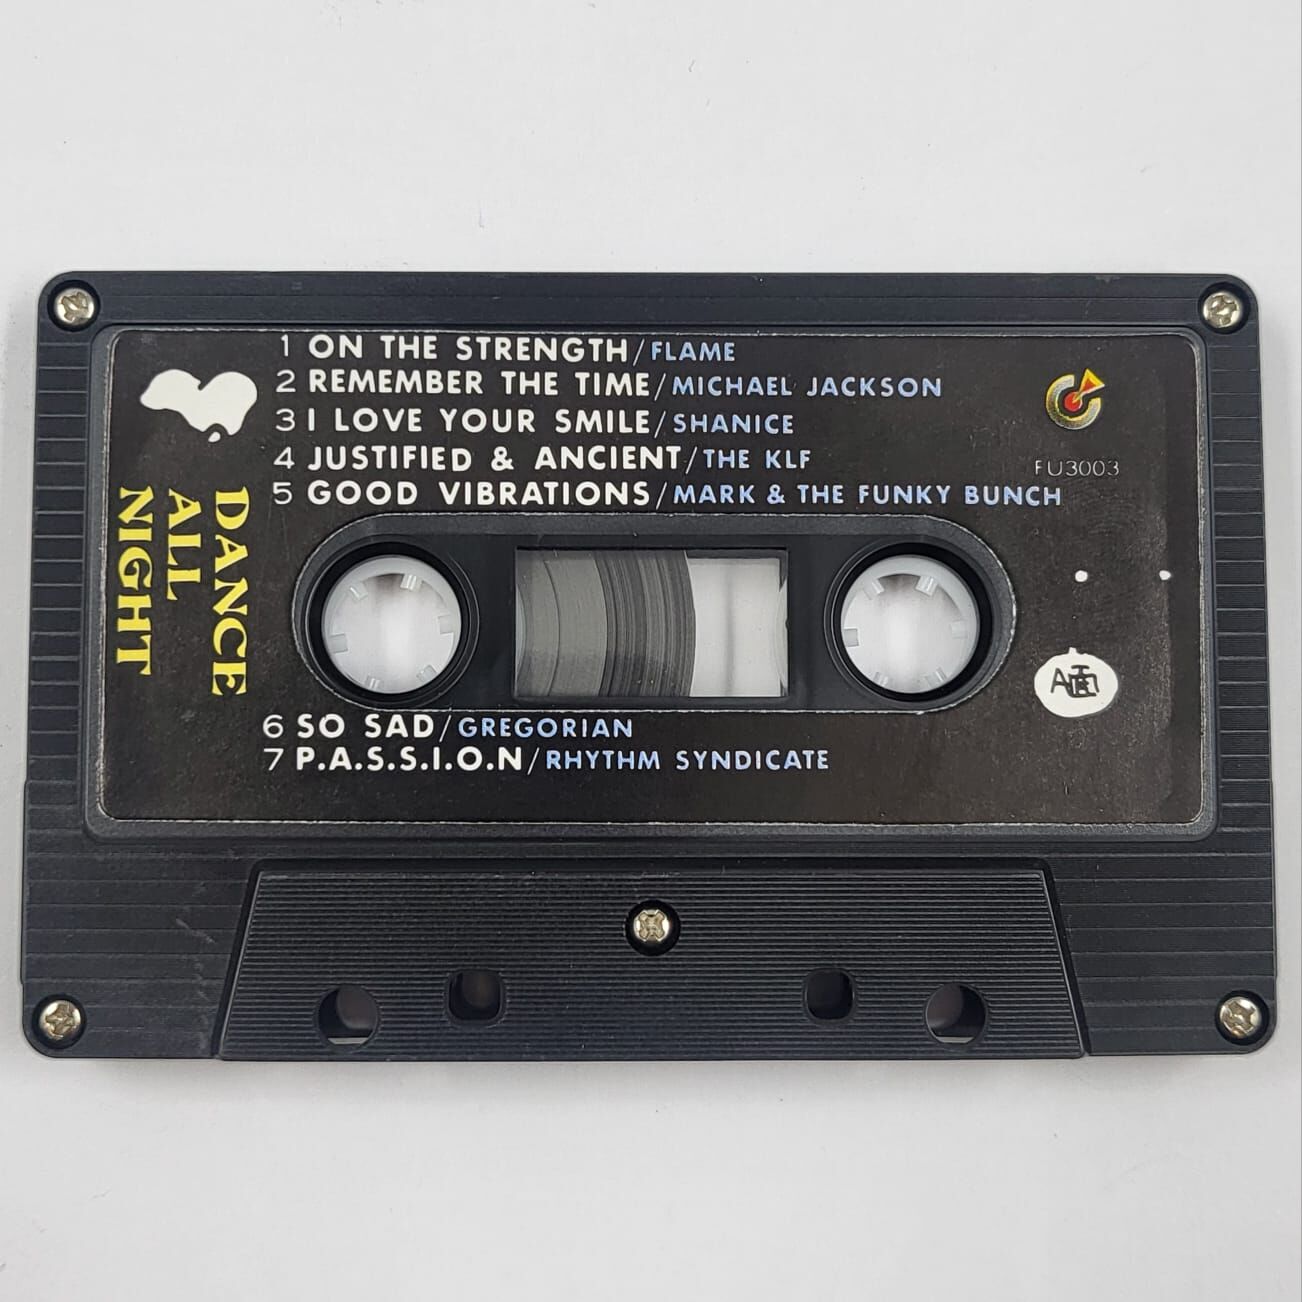 1 ON THE STRENGTH/FLAME
2 REMEMBER THE TIME/MICHAEL JACKSON
3 I LOVE YOUR SMILE/SHANICE
4 JUSTIFIED & ANCIENT/THE KLF
5 GOOD VIBRATIONS/MARK & THE FUNKY BUNCH
FU3003
DANCE
ALL
NIGHT
A面
6 SO SAD/GREGORIAN
7 P.A.S.S.I.O.N/RHYTHM SYNDICATE